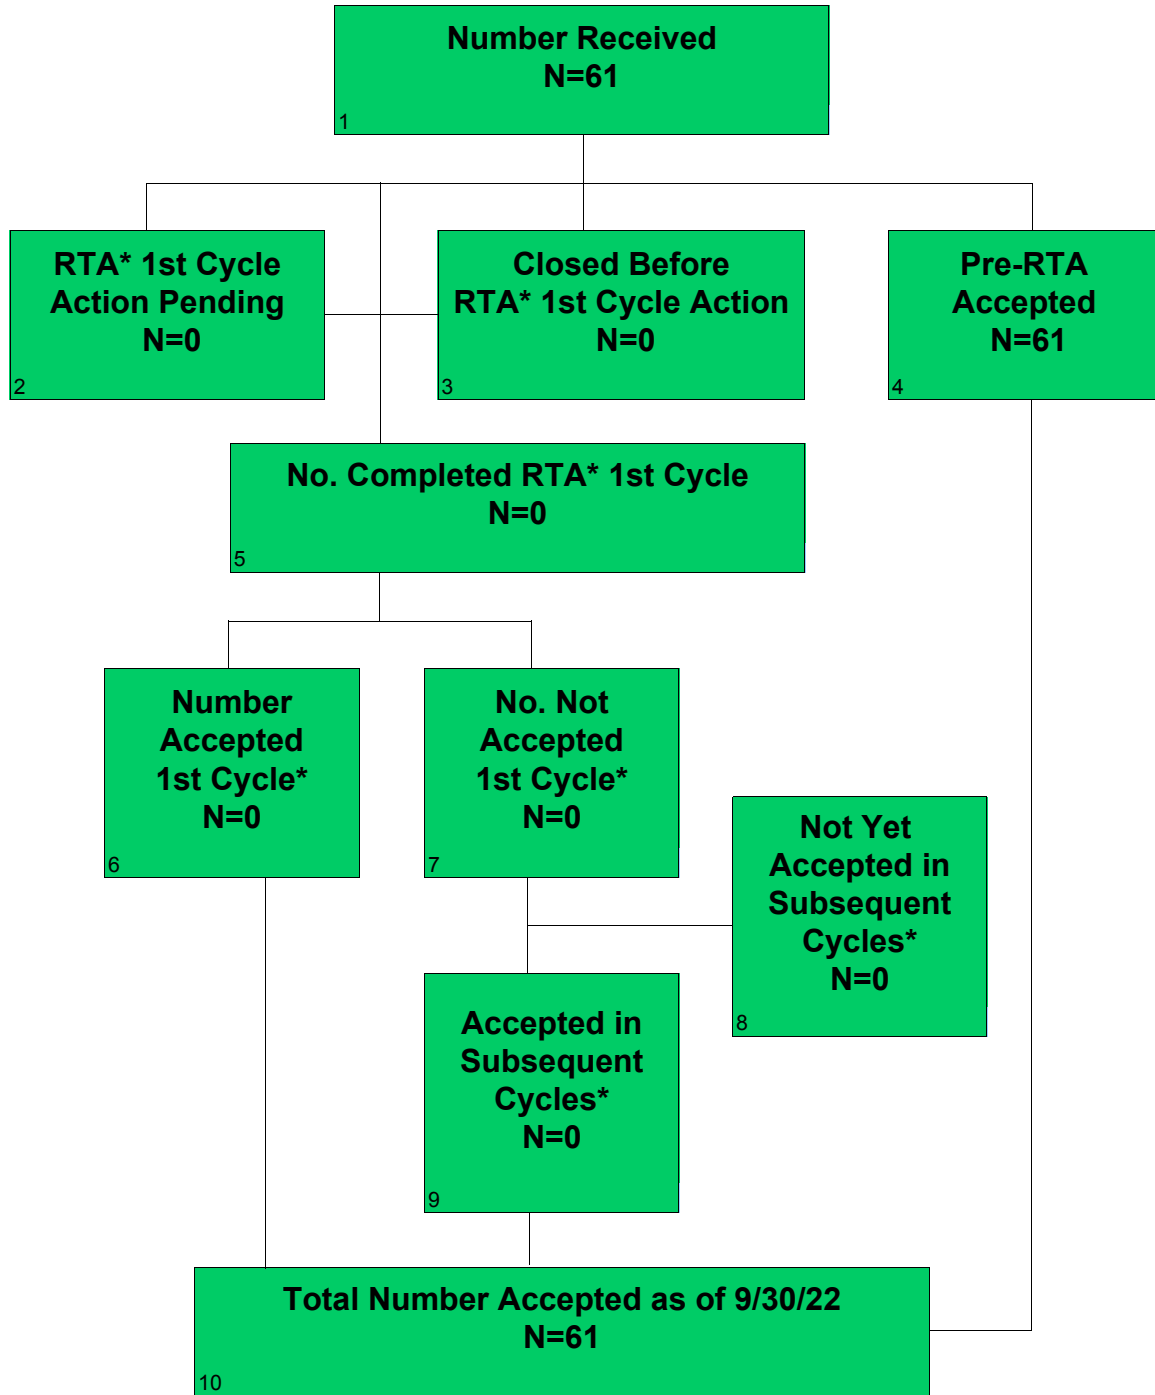 Number Received
N=61
1
RTA* 1st Cycle
Action Pending
N=0
2
Closed Before
RTA* 1st Cycle Action
N=0
3
Pre-RTA
Accepted
N=61
4
No. Completed RTA* 1st Cycle
N=0
5
Number
Accepted
1st Cycle*
N=0
6
No. Not
Accepted
1st Cycle*
N=0
7
Not Yet
Accepted in
Subsequent
Cycles*
N=0
8
Accepted in
Subsequent
Cycles*
N=0
9
Total Number Accepted as of 9/30/22
N=61
10